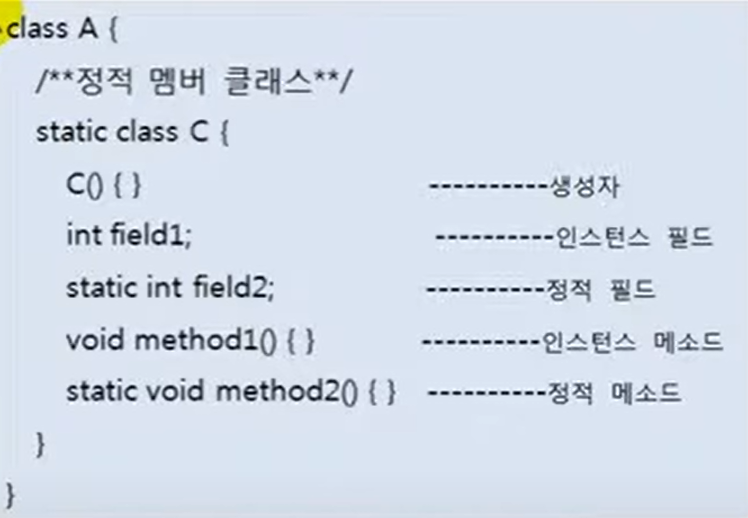 class A {
/**정적 멤버 클래스**/
static class C {
C() { } ----------생성자
int field1; ----------인스턴스 필드
static int field2; ----------정적 필드
void method1() { } ----------인스턴스 메소드
static void method2() { } ----------정적 메소드
}
}